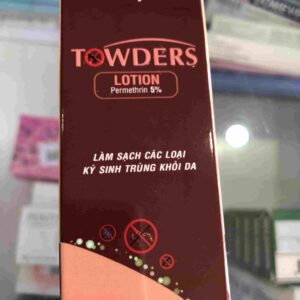 TOWDERS
LOTION
Permethrin 5%
LÀM SẠCH CÁC LOẠI
KÝ SINH TRÙNG KHỎI DA